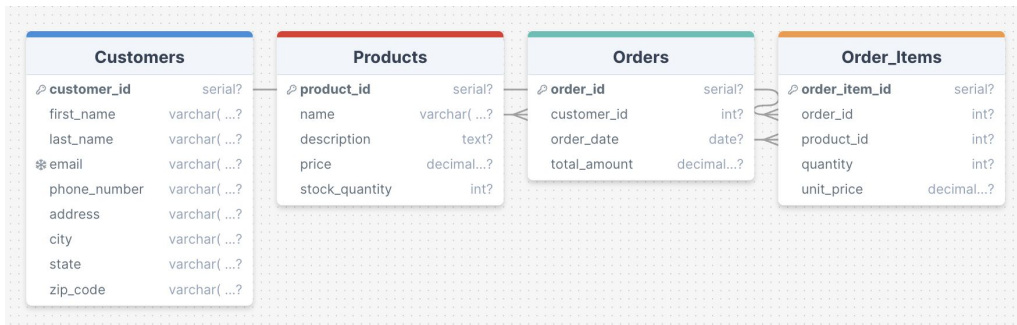 Customers
customer_id serial?
first_name varchar( ...?
last_name varchar( ...?
email varchar( ...?
phone_number varchar( ...?
address varchar( ...?
city varchar( ...?
state varchar( ...?
zip_code varchar( ...?
Products
product_id serial?
name varchar( ...?
description text?
price decimal...?
stock_quantity int?
Orders
order_id serial?
customer_id int?
order_date date?
total_amount decimal...?
Order_Items
order_item_id serial?
order_id int?
product_id int?
quantity int?
unit_price decimal...?